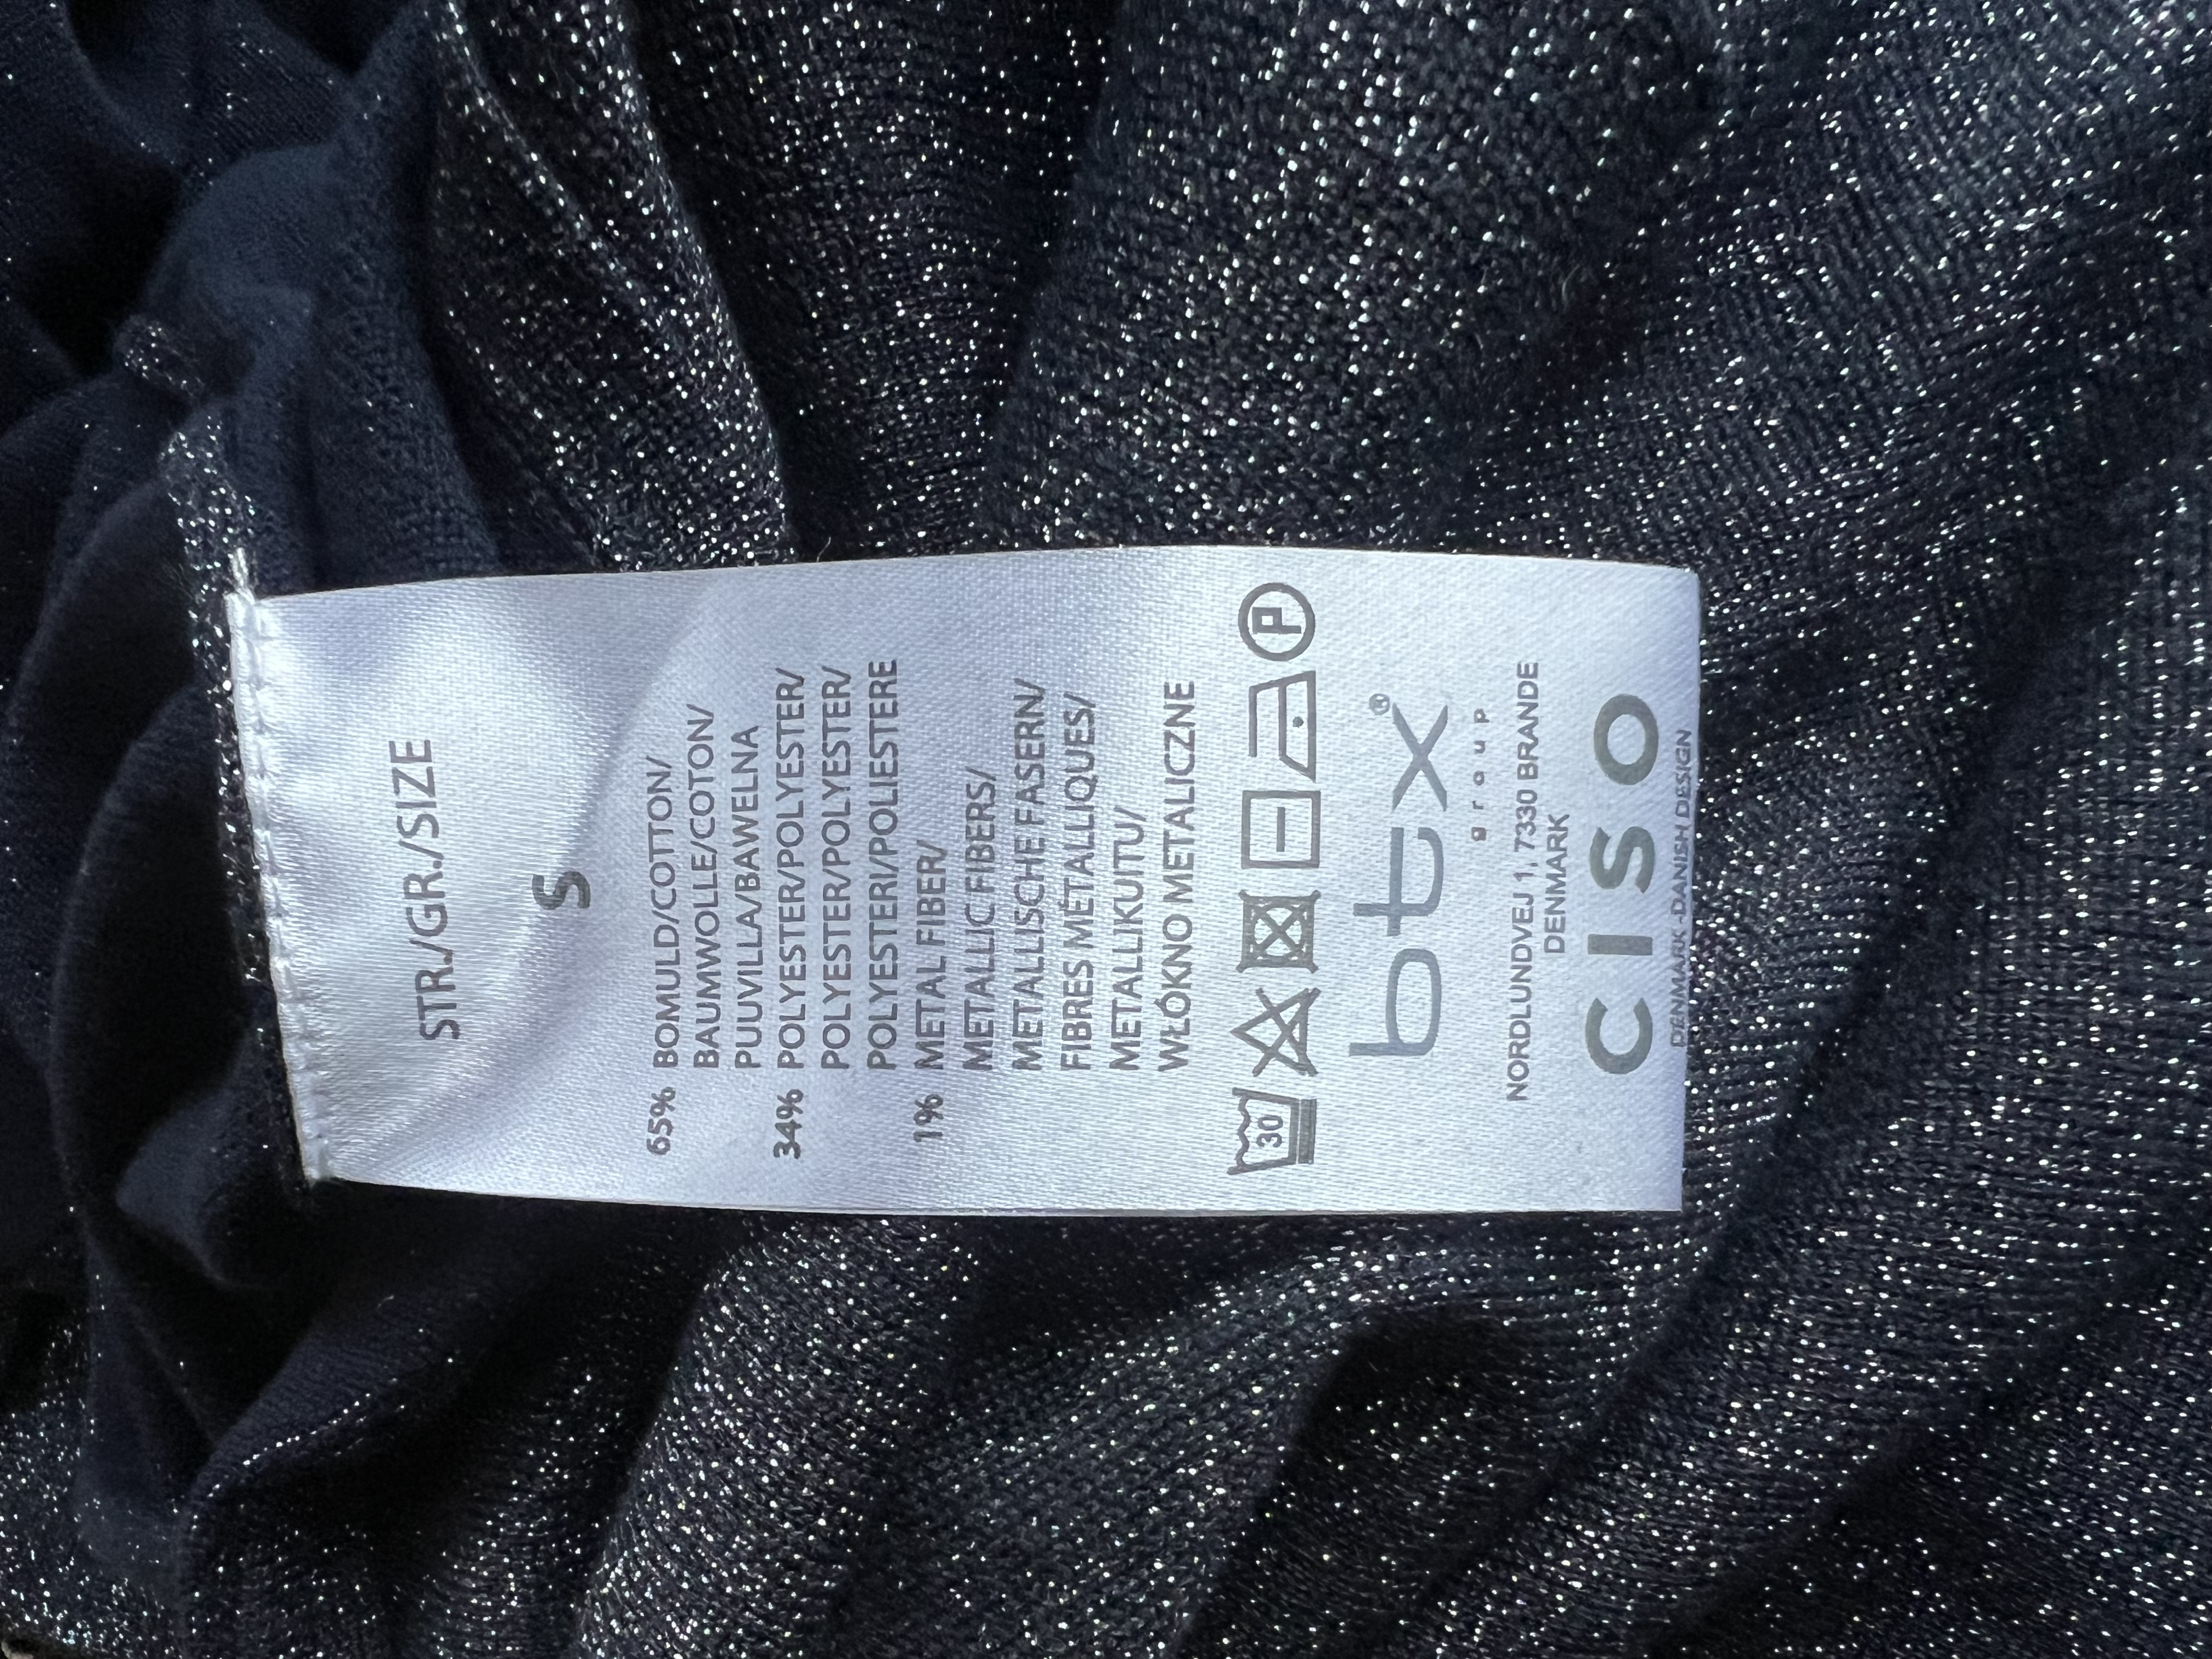 STR./GR./SIZE
S
65% BOMULD/COTTON/
BAUMWOLLE/COTON/
PUUVILLA/BAWELNA
34% POLYESTER/POLYESTER/
POLYESTER/POLYESTER/
POLYESTERI/POLIESTERE
1% METAL FIBER/
METALLIC FIBERS/
METALLISCHE FASERN/
FIBRES MÉTALLIQUES/
METALLIKUITU/
WŁÓKNO METALICZNE
30 P
btx®
group
NORDLUNDVEJ 1, 7330 BRANDE
DENMARK
CISO
DENMARK -DANISH DESIGN